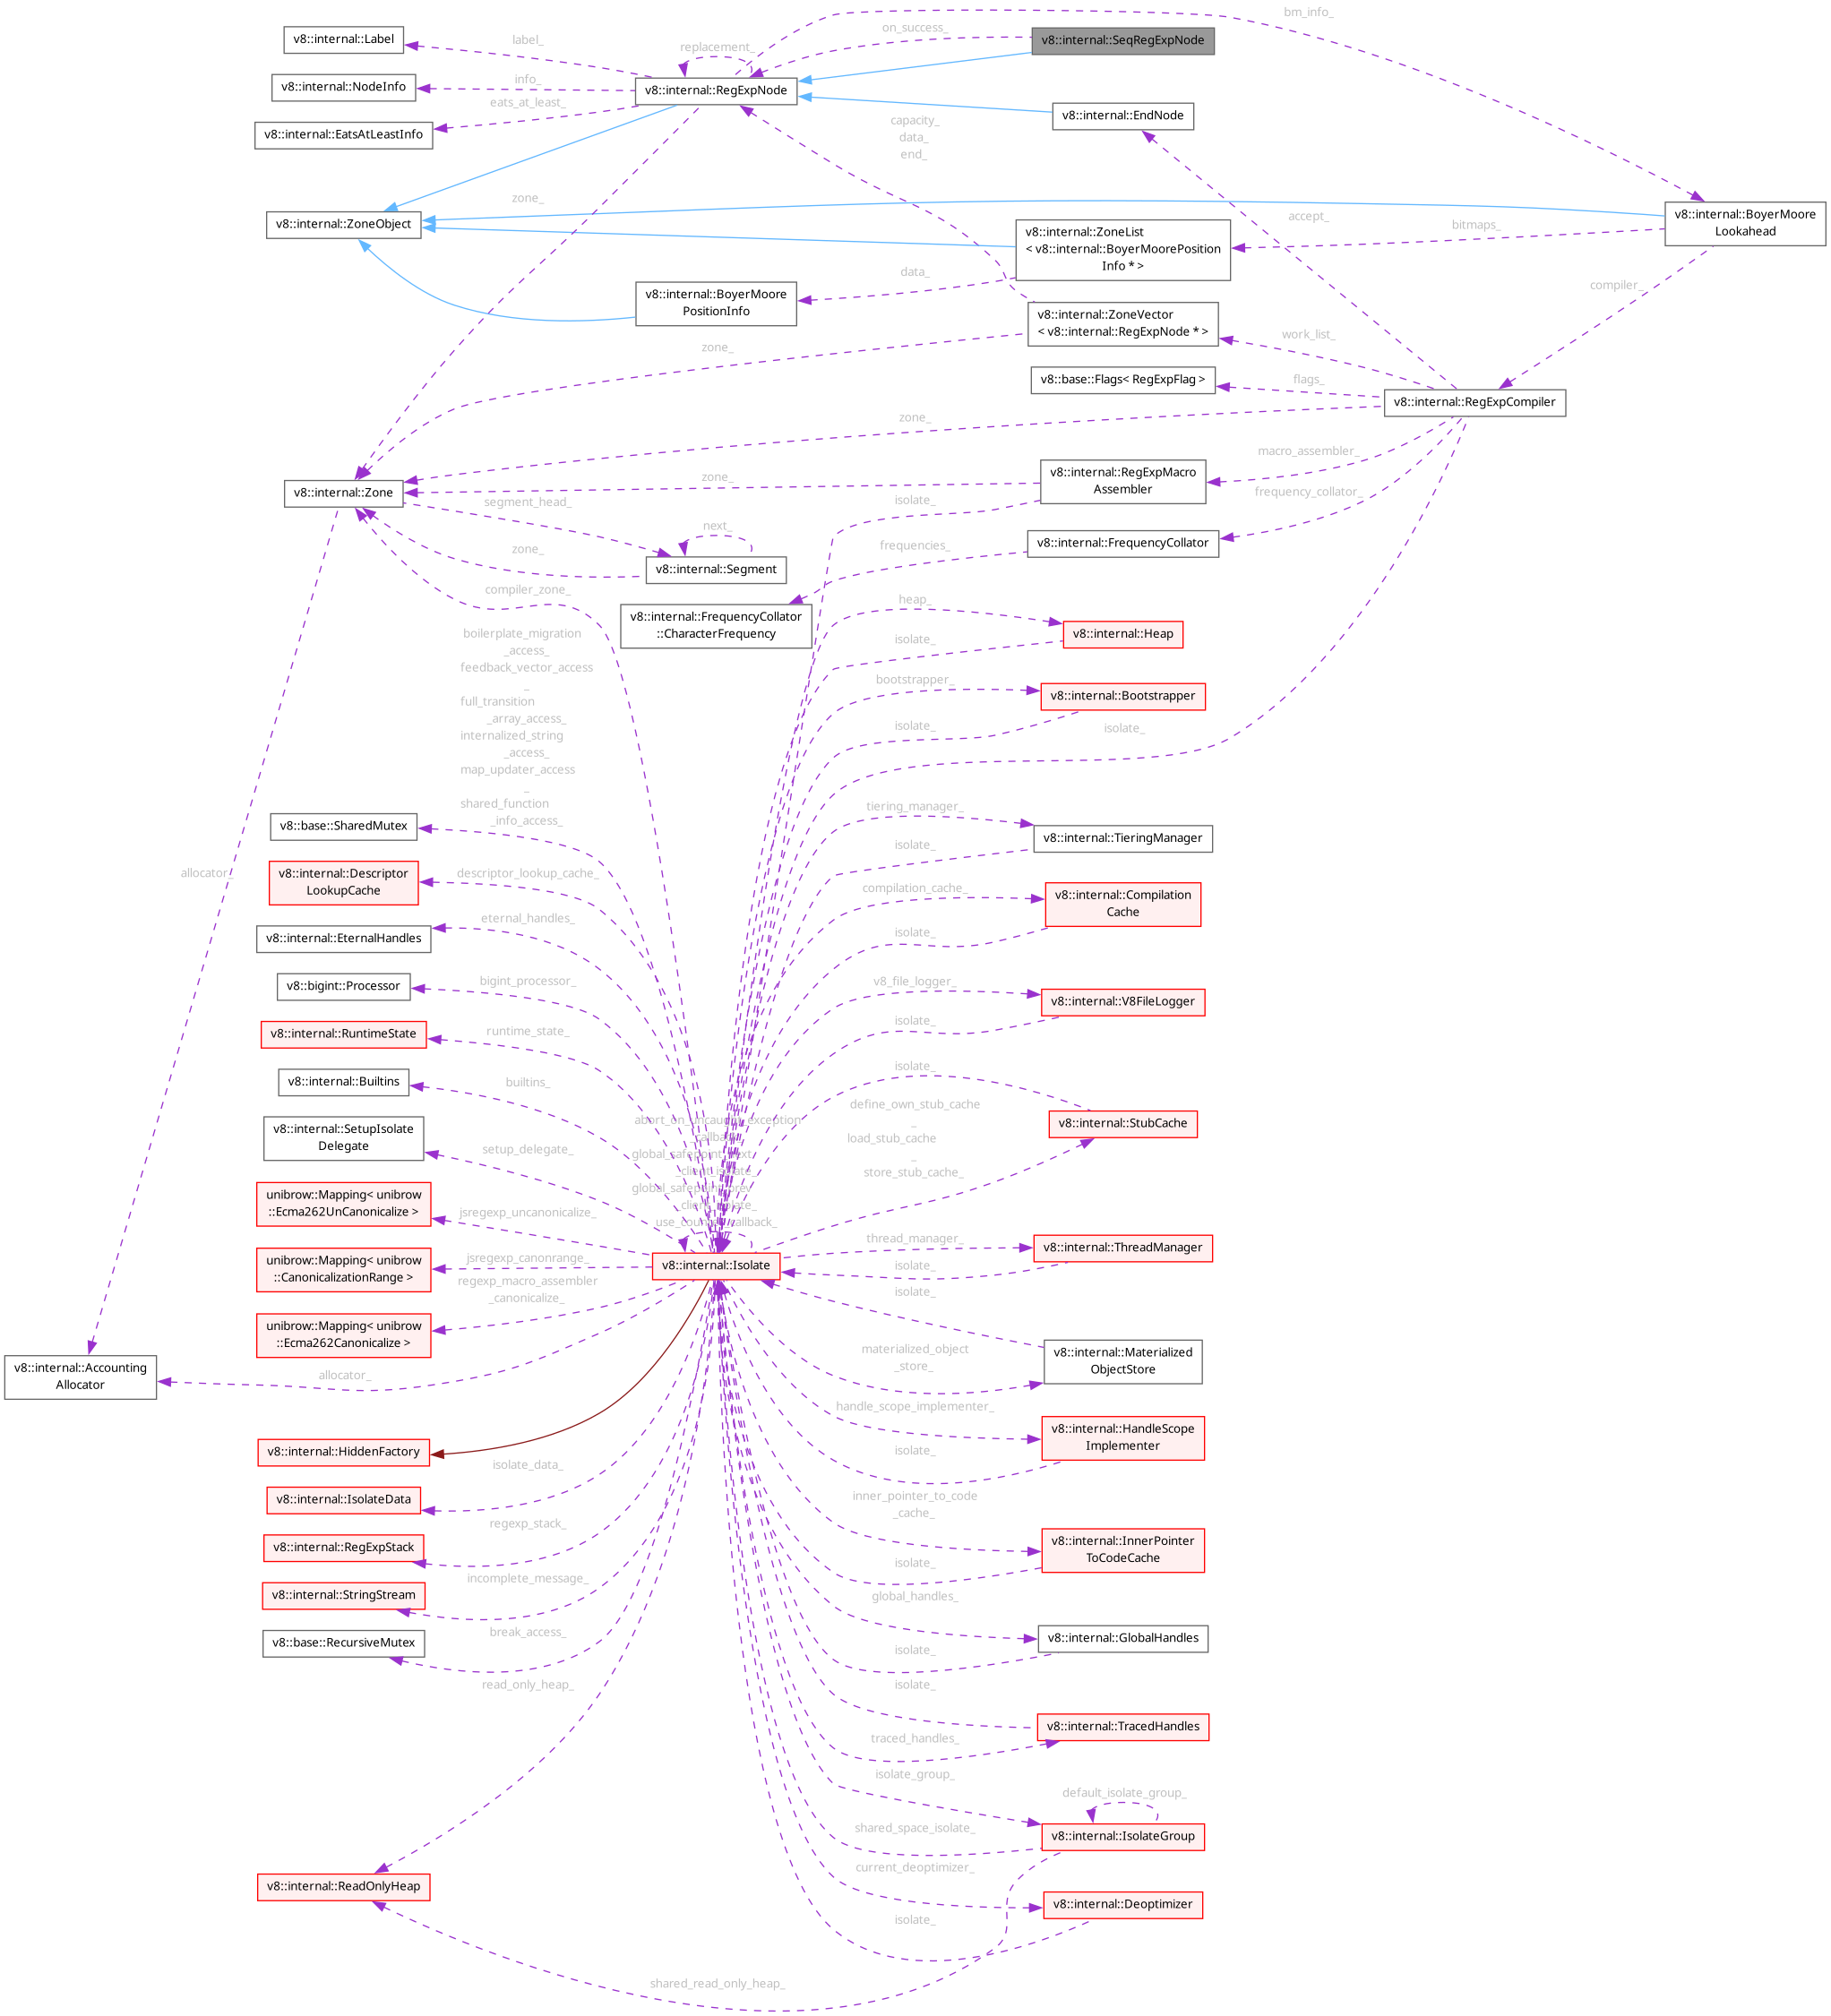 bm_info_
v8::internal::Label
label_
replacement_
on_success_
v8::internal::SeqRegExpNode
v8::internal::NodeInfo
info_
v8::internal::RegExpNode
eats_at_least_
v8::internal::EatsAtLeastInfo
v8::internal::EndNode
capacity_
data_
end_
v8::internal::ZoneObject
zone_
accept_
v8::internal::ZoneList
< v8::internal::BoyerMoorePosition
Info * >
bitmaps_
v8::internal::BoyerMoore
Lookahead
data_
v8::internal::BoyerMoore
PositionInfo
compiler_
v8::internal::ZoneVector
< v8::internal::RegExpNode * >
zone_
work_list_
v8::base::Flags< RegExpFlag >
flags_
v8::internal::RegExpCompiler
zone_
macro_assembler_
v8::internal::Zone
zone_
v8::internal::RegExpMacro
Assembler
segment_head_
isolate_
frequency_collator_
next_
zone_
v8::internal::Segment
frequencies_
v8::internal::FrequencyCollator
compiler_zone_
v8::internal::FrequencyCollator
::CharacterFrequency
heap_
v8::internal::Heap
isolate_
boilerplate_migration
_access_
feedback_vector_access
_
full_transition
_array_access_
internalized_string
_access_
map_updater_access
_
shared_function
_info_access_
bootstrapper_
v8::internal::Bootstrapper
isolate_
isolate_
v8::base::SharedMutex
tiering_manager_
v8::internal::TieringManager
isolate_
allocator_
v8::internal::Descriptor
LookupCache
descriptor_lookup_cache_
compilation_cache_
v8::internal::Compilation
Cache
isolate_
v8::internal::EternalHandles
eternal_handles_
v8::bigint::Processor
bigint_processor_
v8_file_logger_
v8::internal::V8FileLogger
isolate_
v8::internal::RuntimeState
runtime_state_
v8::internal::Builtins
builtins_
isolate_
v8::internal::SetupIsolate
Delegate
setup_delegate_
abort_on_uncaught_exception
_callback_
global_safepoint_next
_client_isolate_
global_safepoint_prev
_client_isolate_
use_counter_callback_
define_own_stub_cache
_
load_stub_cache
_
store_stub_cache_
v8::internal::StubCache
unibrow::Mapping< unibrow
::Ecma262UnCanonicalize >
jsregexp_uncanonicalize_
unibrow::Mapping< unibrow
::CanonicalizationRange >
jsregexp_canonrange_
v8::internal::Isolate
thread_manager_
v8::internal::ThreadManager
isolate_
isolate_
unibrow::Mapping< unibrow
::Ecma262Canonicalize >
regexp_macro_assembler
_canonicalize_
v8::internal::Accounting
Allocator
allocator_
materialized_object
_store_
v8::internal::Materialized
ObjectStore
v8::internal::HiddenFactory
handle_scope_implementer_
v8::internal::HandleScope
Implementer
isolate_
v8::internal::IsolateData
isolate_data_
inner_pointer_to_code
_cache_
v8::internal::InnerPointer
ToCodeCache
isolate_
v8::internal::RegExpStack
regexp_stack_
v8::internal::StringStream
incomplete_message_
global_handles_
v8::internal::GlobalHandles
isolate_
v8::base::RecursiveMutex
break_access_
read_only_heap_
isolate_
v8::internal::TracedHandles
traced_handles_
isolate_group_
default_isolate_group_
v8::internal::IsolateGroup
shared_space_isolate_
v8::internal::ReadOnlyHeap
current_deoptimizer_
v8::internal::Deoptimizer
isolate_
shared_read_only_heap_